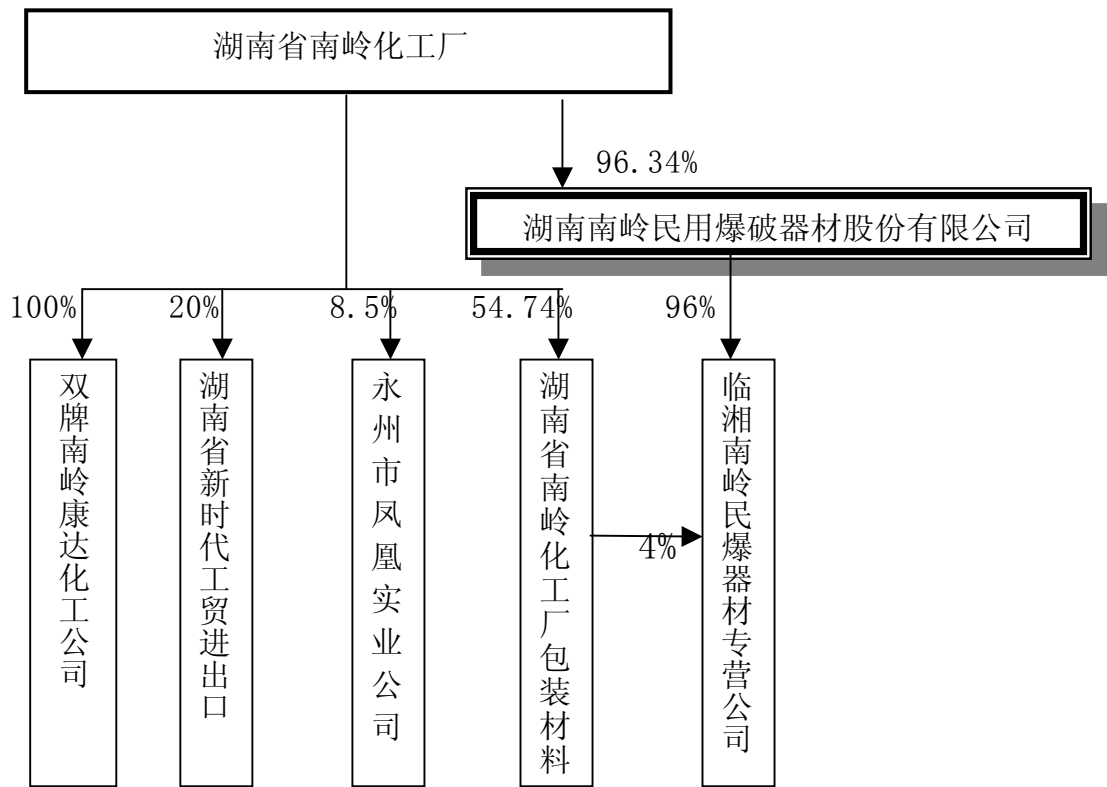 湖南省南岭化工厂
96.34%
湖南南岭民用爆破器材股份有限公司
100%
20%
8.5%
54.74%
96%
双牌南岭康达化工公司
湖南省新时代工贸进出口
永州市凤凰实业公司
湖南省南岭化工厂包装材料
4%
临湘南岭民爆器材专营公司